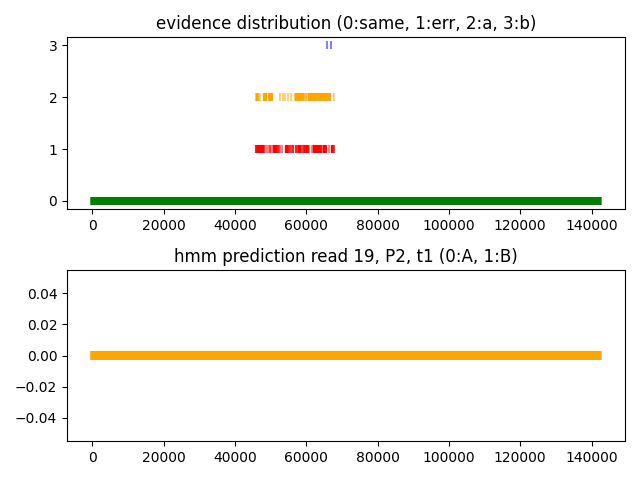 evidence distribution (0:same, 1:err, 2:a, 3:b)
3
2
1
0
0 20000 40000 60000 80000 100000 120000 140000
hmm prediction read 19, P2, t1 (0:A, 1:B)
0.04
0.02
0.00
−0.02
−0.04
0 20000 40000 60000 80000 100000 120000 140000